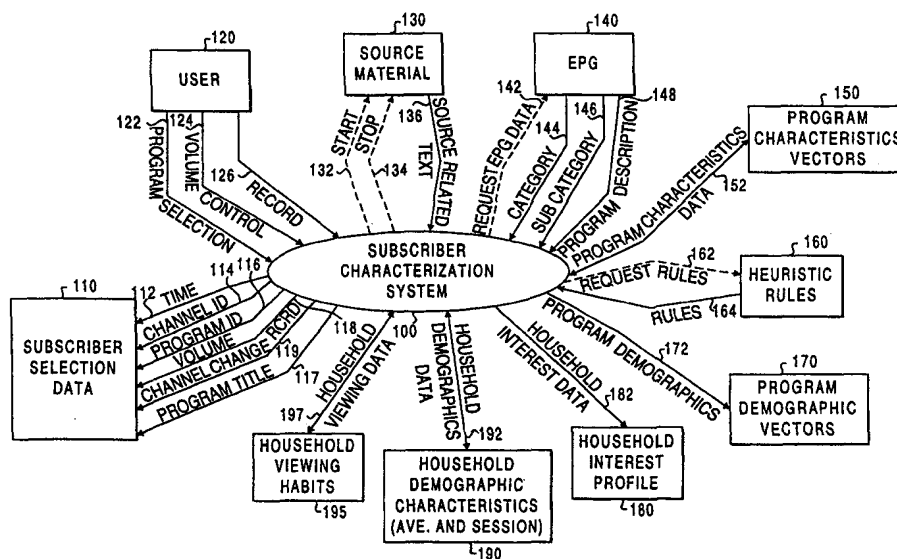 120
USER
130
SOURCE
MATERIAL
140
EPG
150
PROGRAM
CHARACTERISTICS
VECTORS
122
PROGRAM
SELECTION
124
VOLUME
CONTROL
126
RECORD
START
132
STOP
134
136
SOURCE RELATED
TEXT
142
REQUEST EPG DATA
144
CATEGORY
146
SUB CATEGORY
148
PROGRAM DESCRIPTION
PROGRAM CHARACTERISTICS
DATA
152
SUBSCRIBER
CHARACTERIZATION
SYSTEM
100
162
REQUEST RULES
160
HEURISTIC
RULES
RULES
164
110
SUBSCRIBER
SELECTION
DATA
112
TIME
114
CHANNEL ID
116
PROGRAM ID
VOLUME
118
CHANNEL CHANGE
RCRD
119
PROGRAM TITLE
117
HOUSEHOLD
VIEWING DATA
197
HOUSEHOLD
VIEWING
HABITS
195
HOUSEHOLD
DEMOGRAPHICS
DATA
192
HOUSEHOLD
DEMOGRAPHIC
CHARACTERISTICS
(AVE. AND SESSION)
190
HOUSEHOLD
INTEREST DATA
182
HOUSEHOLD
INTEREST
PROFILE
180
PROGRAM DEMOGRAPHICS
172
170
PROGRAM
DEMOGRAPHIC
VECTORS